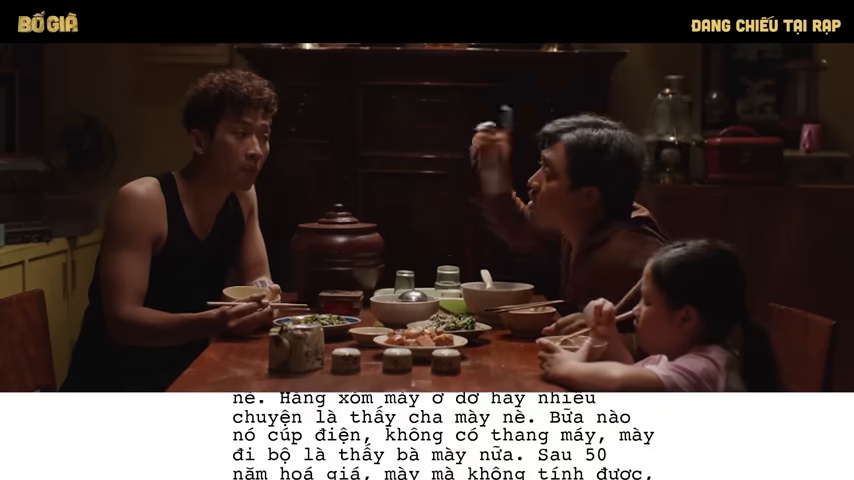 BỐ GIÀ
ĐANG CHIẾU TẠI RẠP
nè. Hàng xóm mày ở dơ hay nhiều
chuyện là thấy cha mày nè. Bữa nào
nó cúp điện, không có thang máy, mày
đi bộ là thấy bà mày nữa. Sau 50
năm hoá giá, mày mà không tính được,